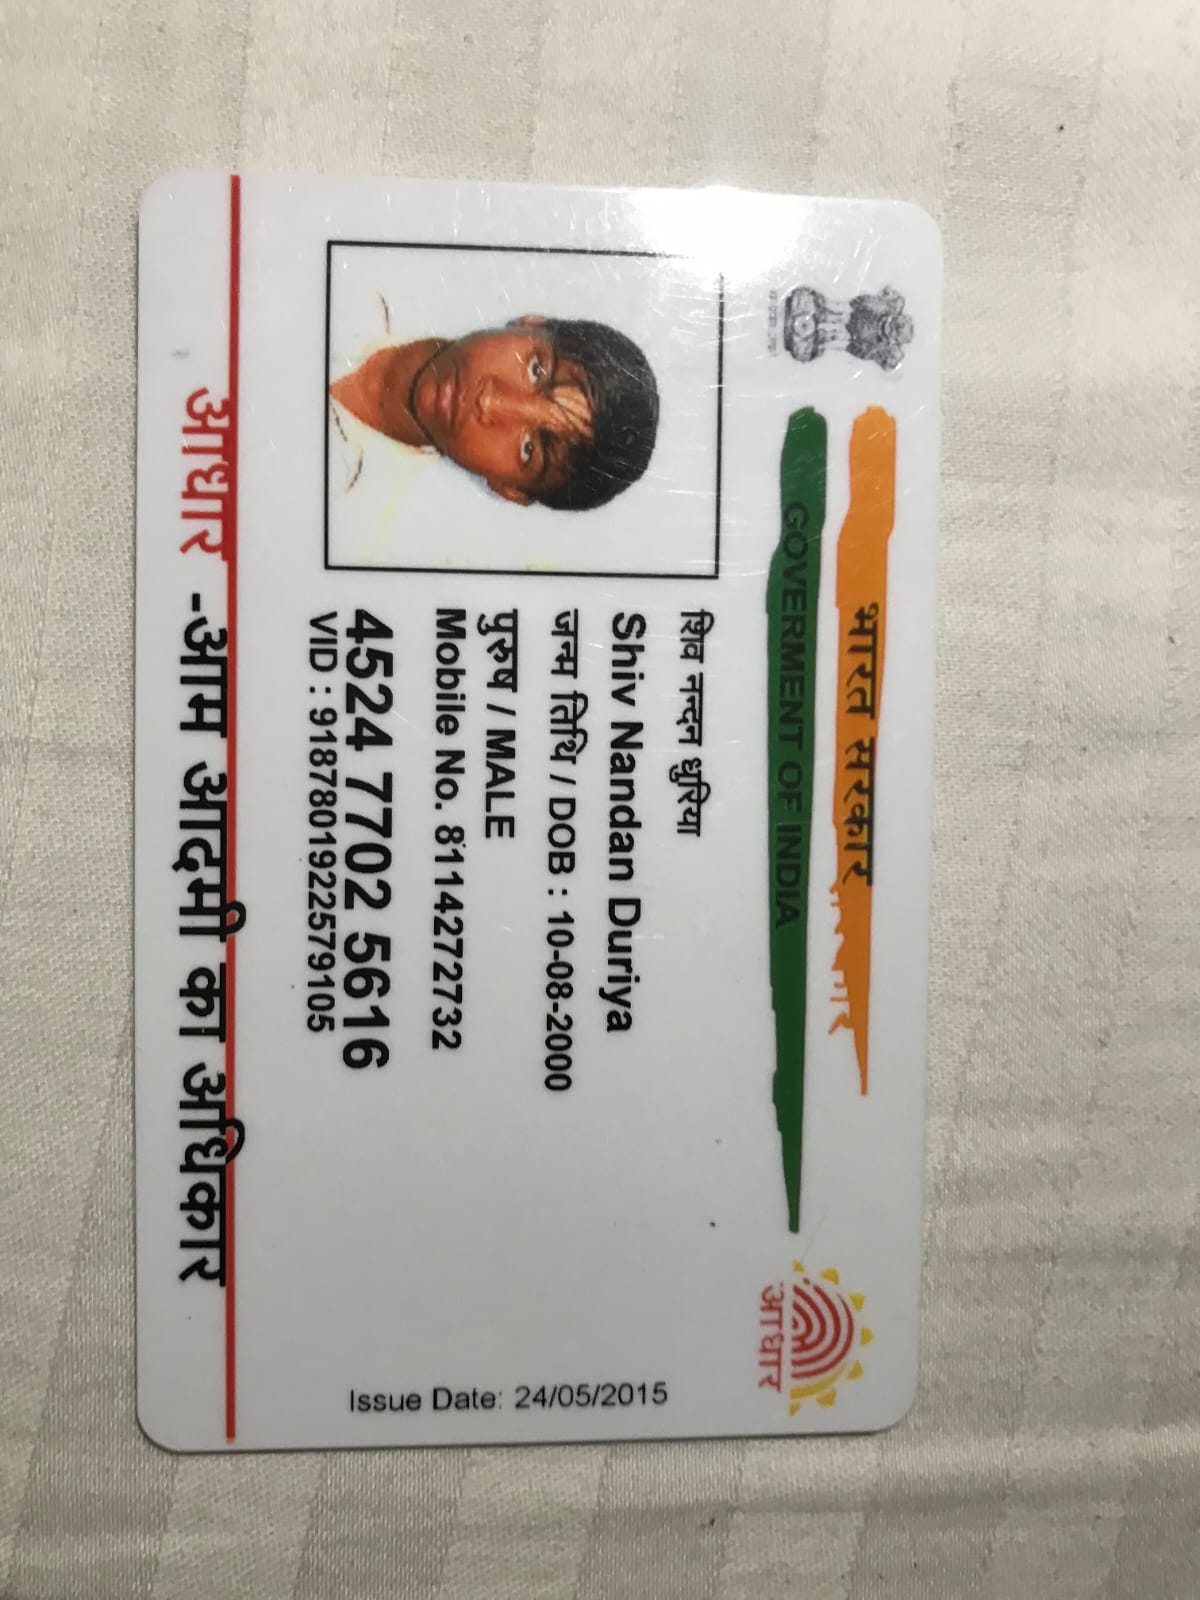 भारत सरकार
GOVERMENT OF INDIA
आधार
शिव नन्दन धुरिया
Shiv Nandan Duriya
जन्म तिथि / DOB : 10-08-2000
पुरुष / MALE
Mobile No. 8114272732
4524 7702 5616
VID : 9187801922579105
Issue Date: 24/05/2015
आधार -आम आदमी का अधिकार